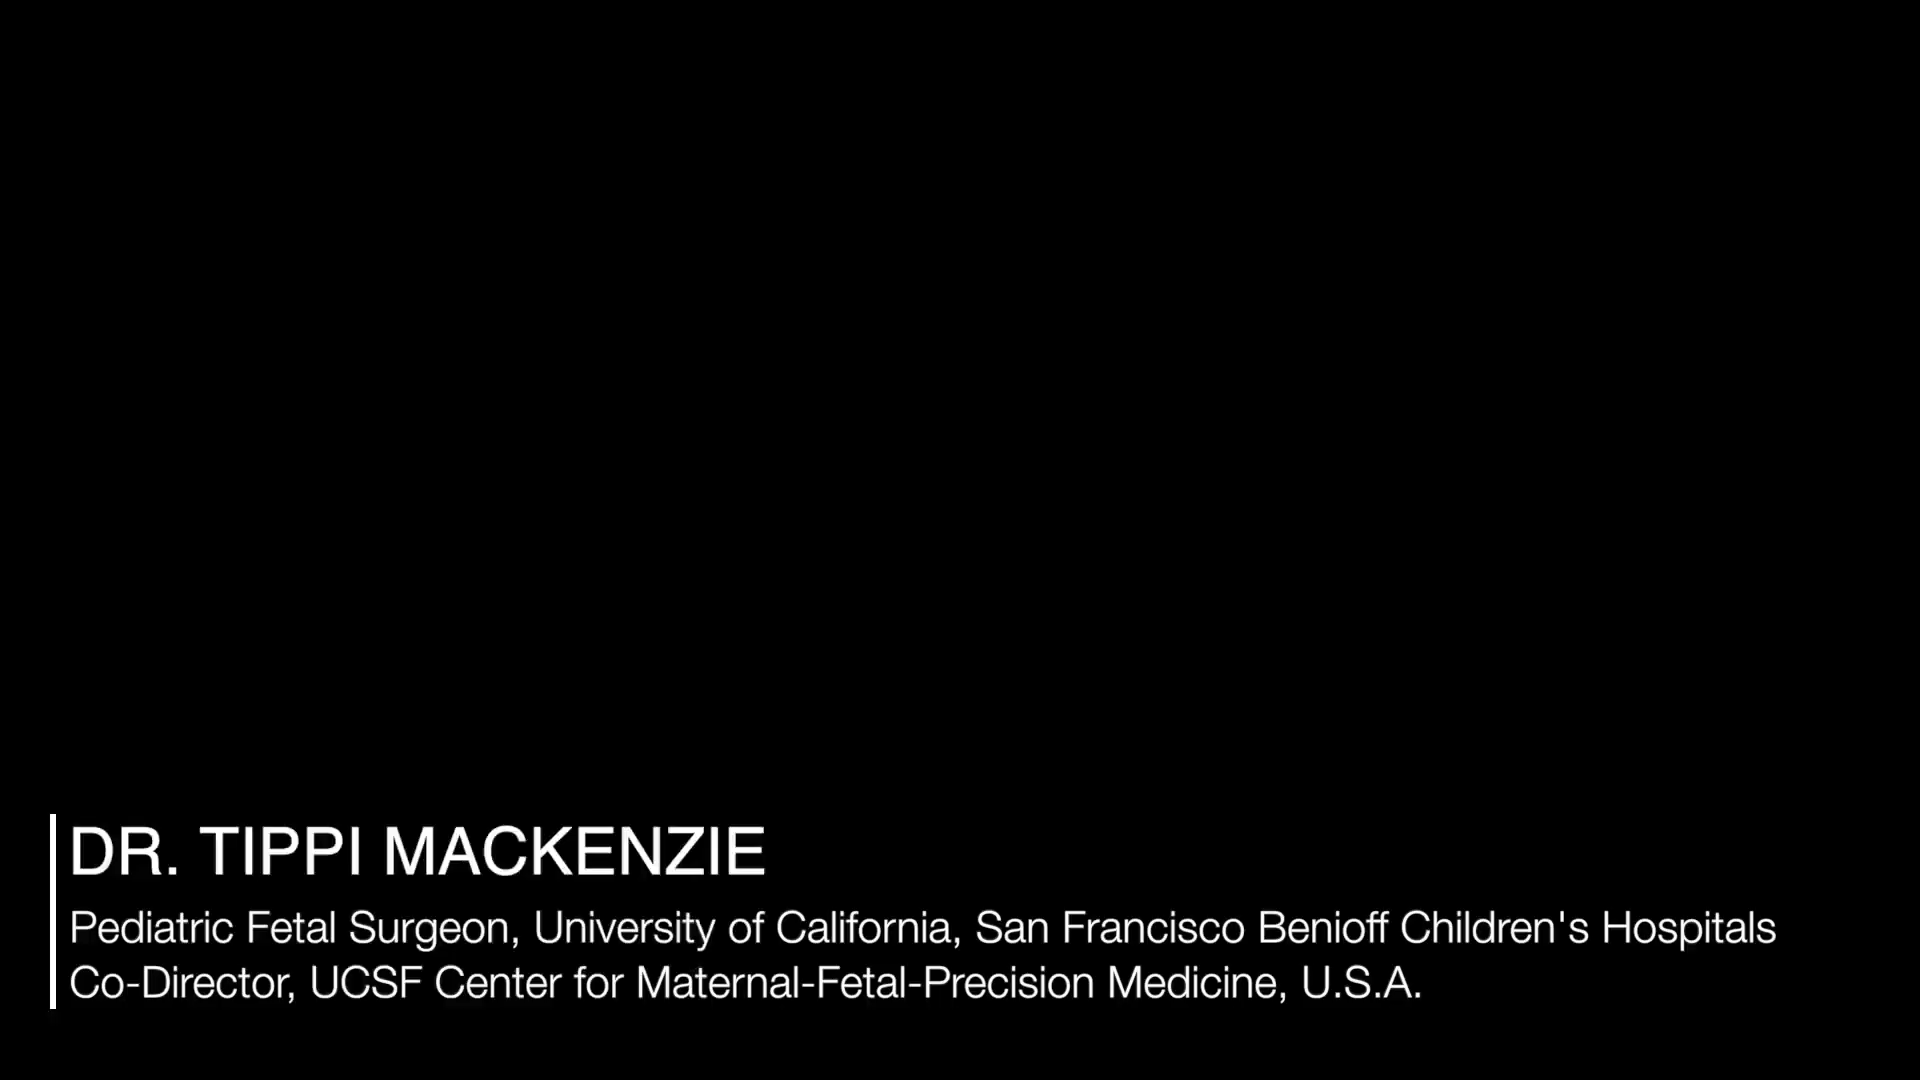 DR. TIPPI MACKENZIE
Pediatric Fetal Surgeon, University of California, San Francisco Benioff Children's Hospitals
Co-Director, UCSF Center for Maternal-Fetal-Precision Medicine, U.S.A.